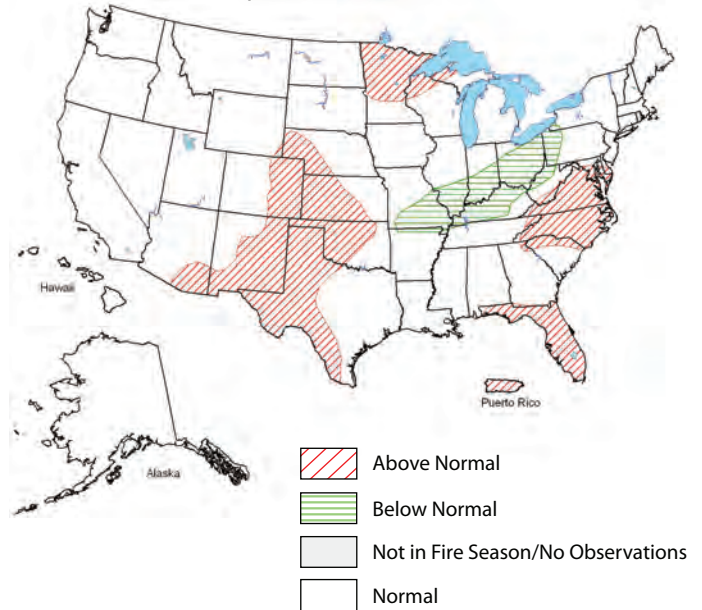 Hawaii
Puerto Rico
Alaska
Above Normal
Below Normal
Not in Fire Season/No Observations
Normal